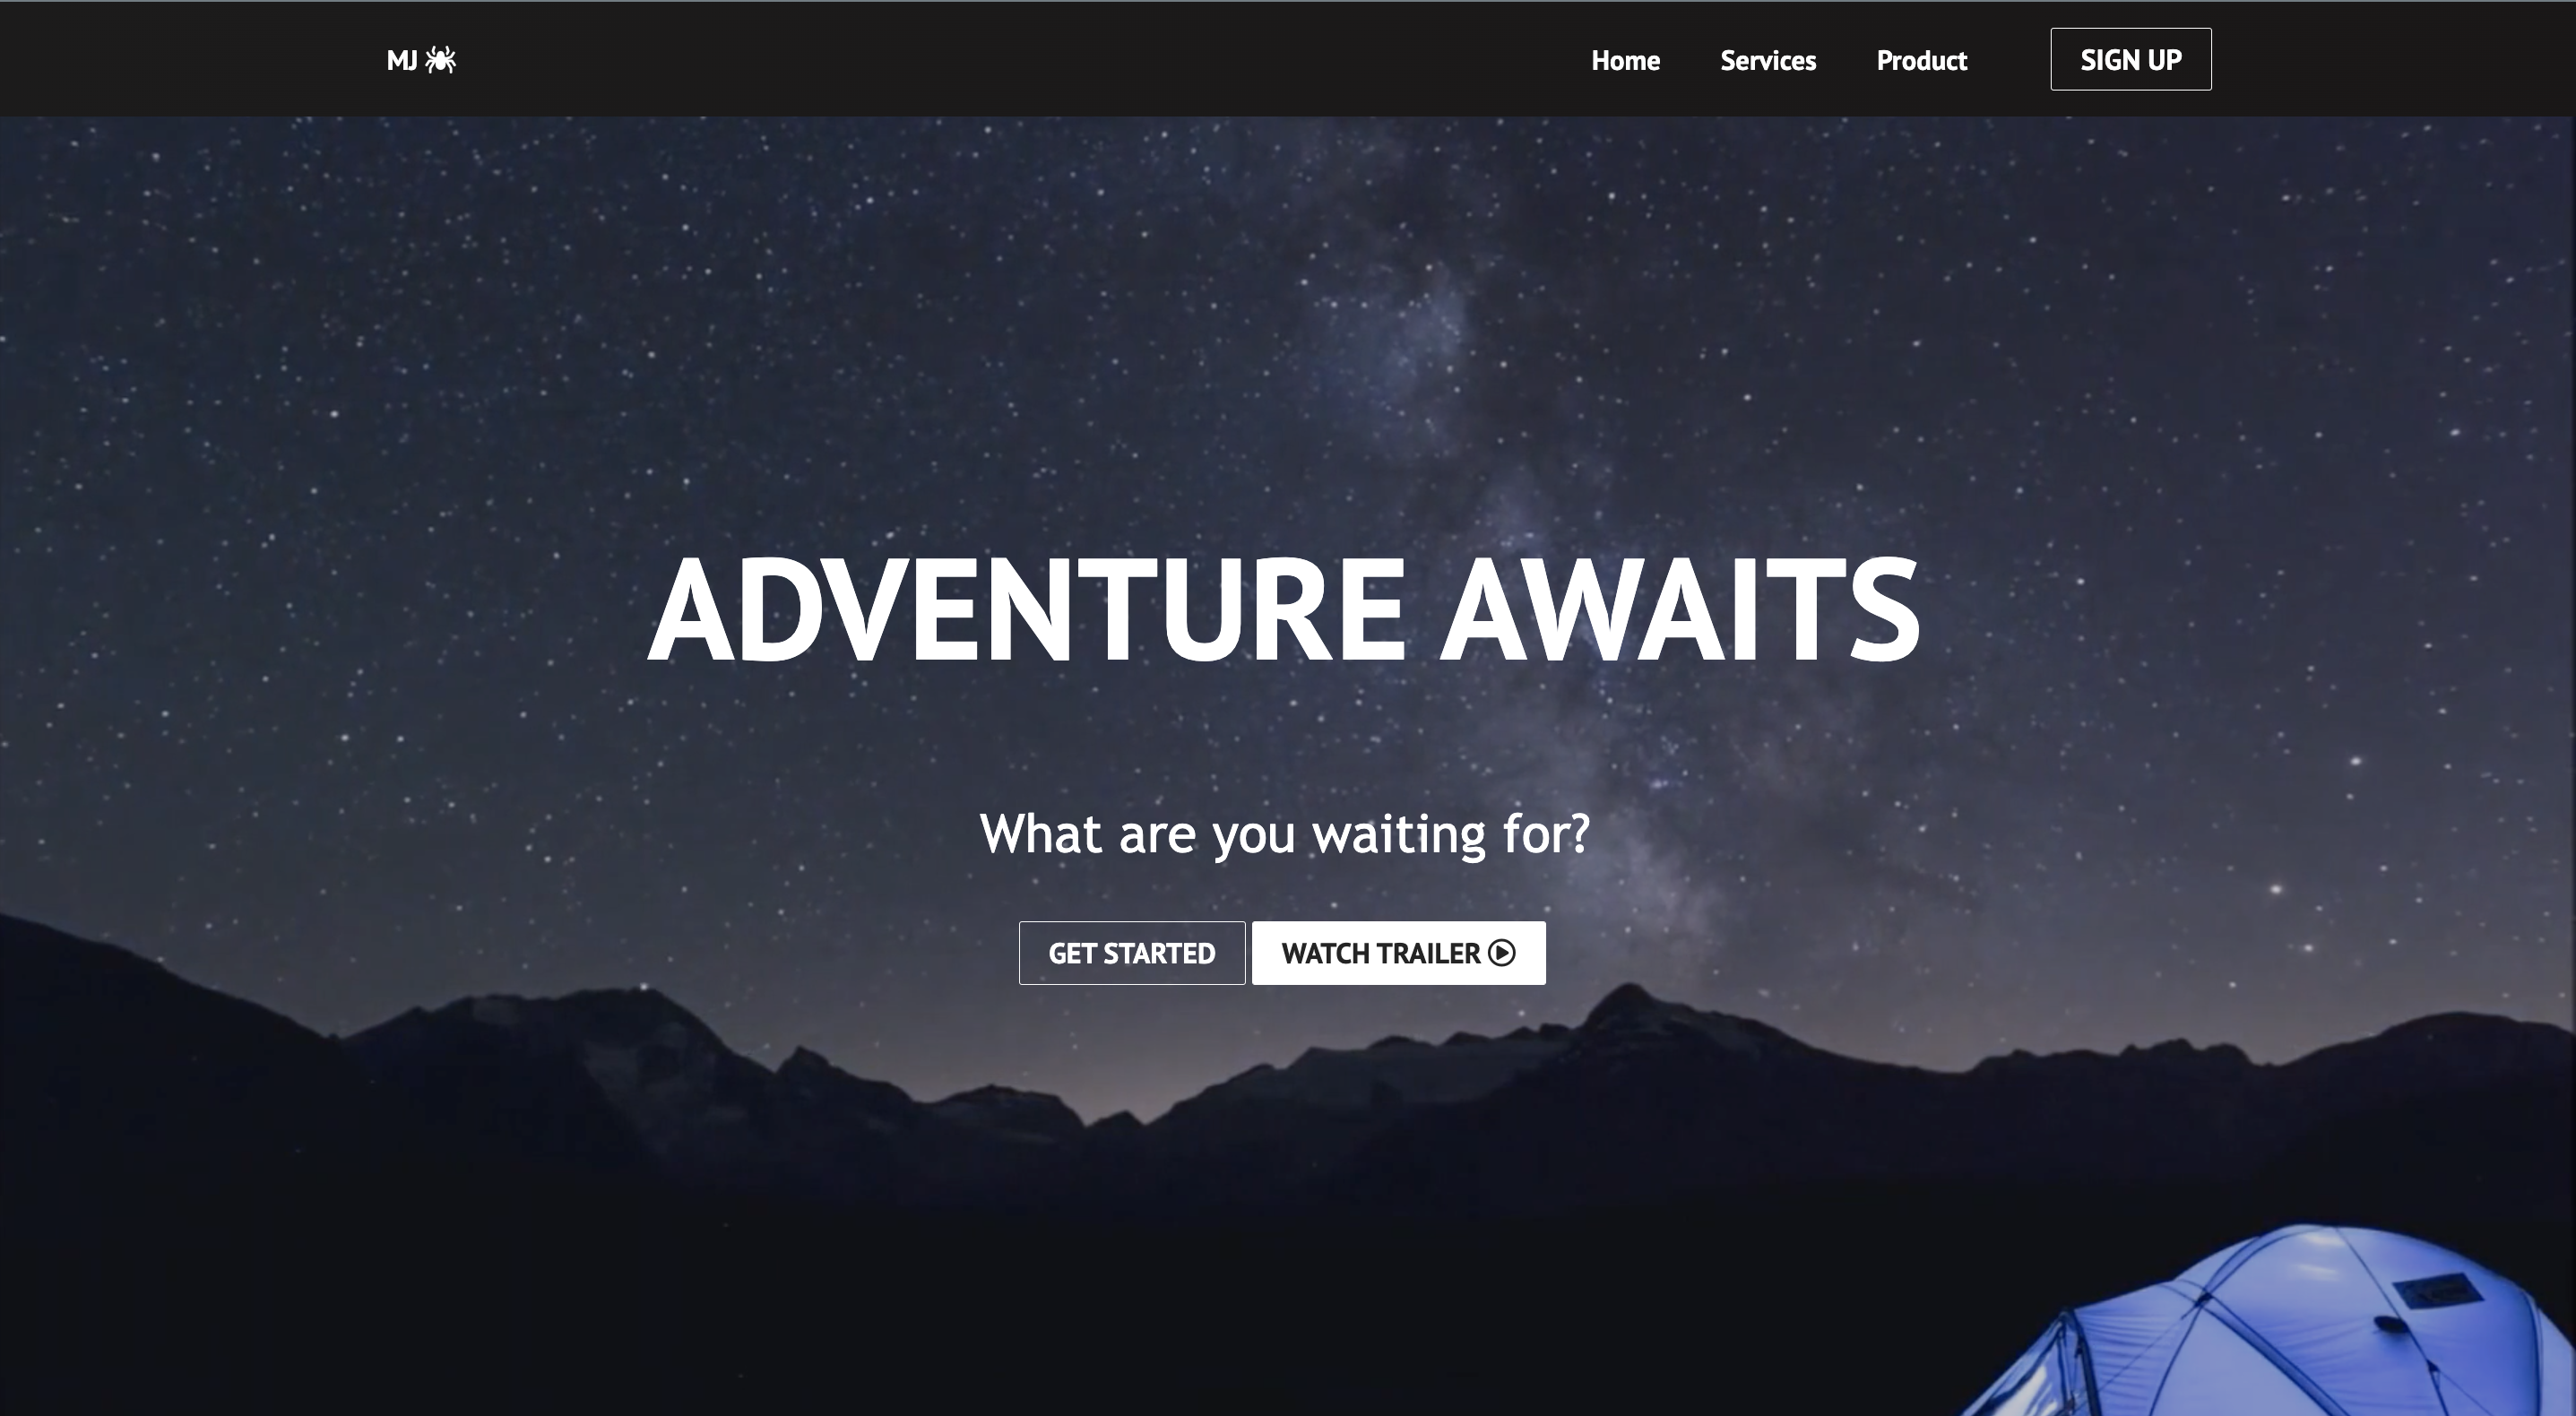 MJ
Home Services Product SIGN UP
ADVENTURE AWAITS
What are you waiting for?
GET STARTED WATCH TRAILER